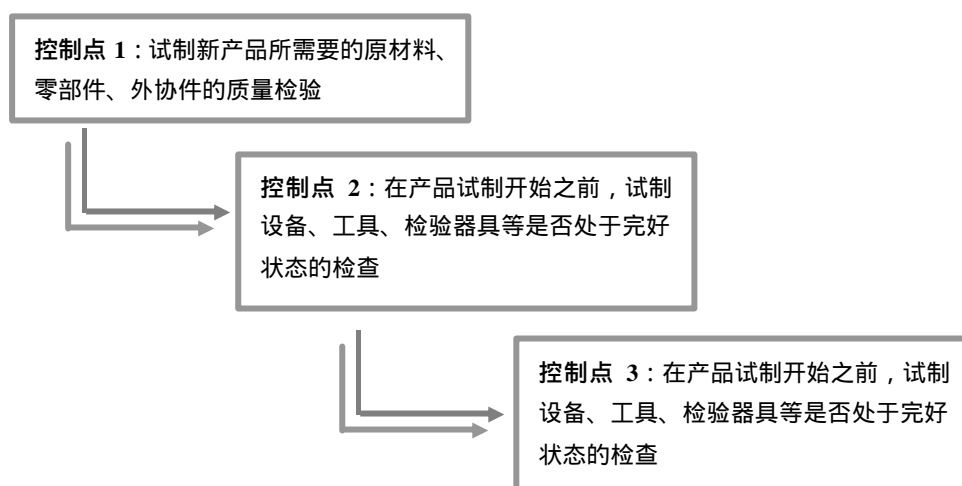 控制点 1：试制新产品所需要的原材料、
零部件、外协件的质量检验
控制点 2：在产品试制开始之前，试制
设备、工具、检验器具等是否处于完好
状态的检查
控制点 3：在产品试制开始之前，试制
设备、工具、检验器具等是否处于完好
状态的检查